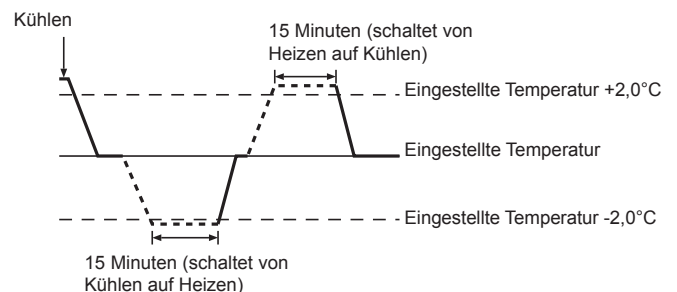 Kühlen
15 Minuten (schaltet von
Heizen auf Kühlen)
Eingestellte Temperatur +2,0°C
Eingestellte Temperatur
Eingestellte Temperatur -2,0°C
15 Minuten (schaltet von
Kühlen auf Heizen)